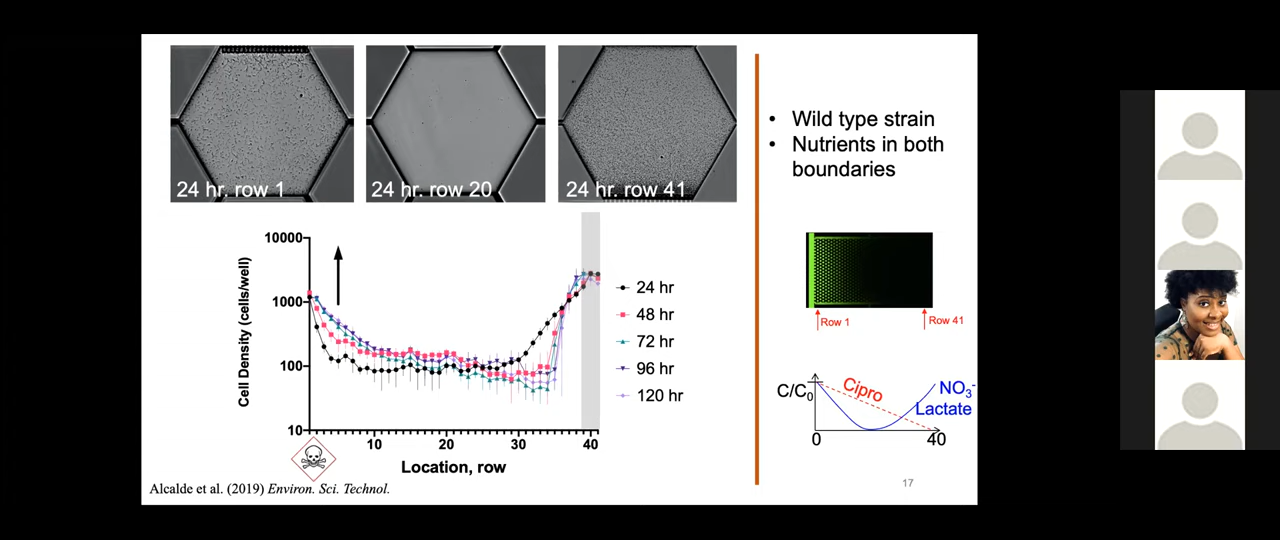 24 hr. row 1
24 hr. row 20
24 hr. row 41
10000
1000
100
10
Cell Density (cells/well)
10
20
30
40
Location, row
24 hr
48 hr
72 hr
96 hr
120 hr
Alcalde et al. (2019) Environ. Sci. Technol.
• Wild type strain
• Nutrients in both
boundaries
Row 1
Row 41
C/C₀
Cipro
NO₃⁻
Lactate
0
40
17